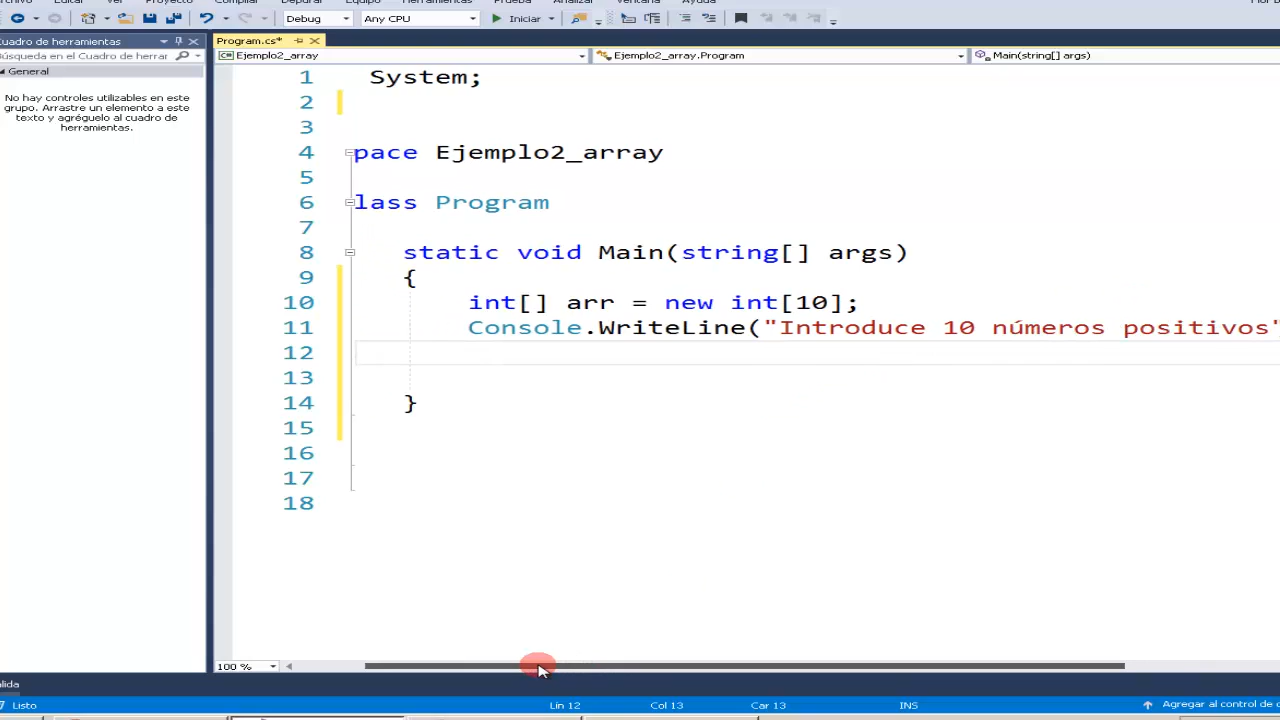 Archivo Editar Ver Proyecto Compilar Depurar Equipo Herramientas Prueba Analizar Ventana Ayuda
Debug Any CPU Iniciar
Cuadro de herramientas
Búsqueda en el Cuadro de herrar
General
No hay controles utilizables en este
grupo. Arrastre un elemento a este
texto y agréguelo al cuadro de
herramientas.
Program.cs*
Ejemplo2_array Ejemplo2_array.Program Main(string[] args)
1 System;
2
3
4 pace Ejemplo2_array
5
6 lass Program
7
8 static void Main(string[] args)
9 {
10 int[] arr = new int[10];
11 Console.WriteLine("Introduce 10 números positivos"
12
13
14 }
15
16
17
18
100 %
lida
Listo Lin 12 Col 13 Car 13 INS Agregar al control de c